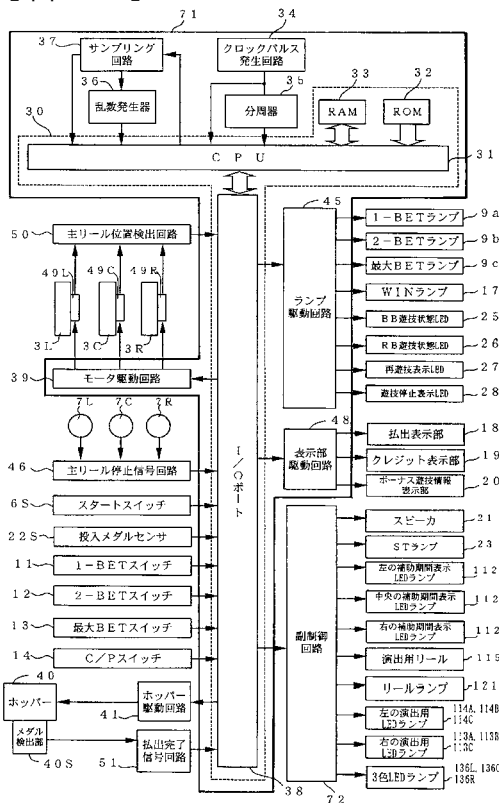 71
37
サンプリング
回路
34
クロックパルス
発生回路
36
乱数発生器
35
分周器
33
RAM
32
ROM
30
CPU
31
50
主リール位置検出回路
49L
49C
49R
3L
3C
3R
39
モータ駆動回路
7L
7C
7R
46
主リール停止信号回路
6S
スタートスイッチ
22S
投入メダルセンサ
11
1-BETスイッチ
12
2-BETスイッチ
13
最大BETスイッチ
14
C/Pスイッチ
40
ホッパー
41
ホッパー
駆動回路
メダル
検出部
40S
51
払出完了
信号回路
I/Oポート
38
45
ランプ
駆動回路
1-BETランプ
9a
2-BETランプ
9b
最大BETランプ
9c
WINランプ
17
BB遊技状態LED
25
RB遊技状態LED
26
再遊技表示LED
27
遊技停止表示LED
28
48
表示部
駆動回路
払出表示部
18
クレジット表示部
19
ボーナス遊技情報
表示部
20
副制御
回路
72
スピーカ
21
STランプ
23
左の補助期間表示
LEDランプ
112
中央の補助期間表示
LEDランプ
112
右の補助期間表示
LEDランプ
112
演出用リール
115
リールランプ
121
左の演出用
LEDランプ
114A, 114B
114C
右の演出用
LEDランプ
113A, 113B
113C
3色LEDランプ
136L, 136C
136R